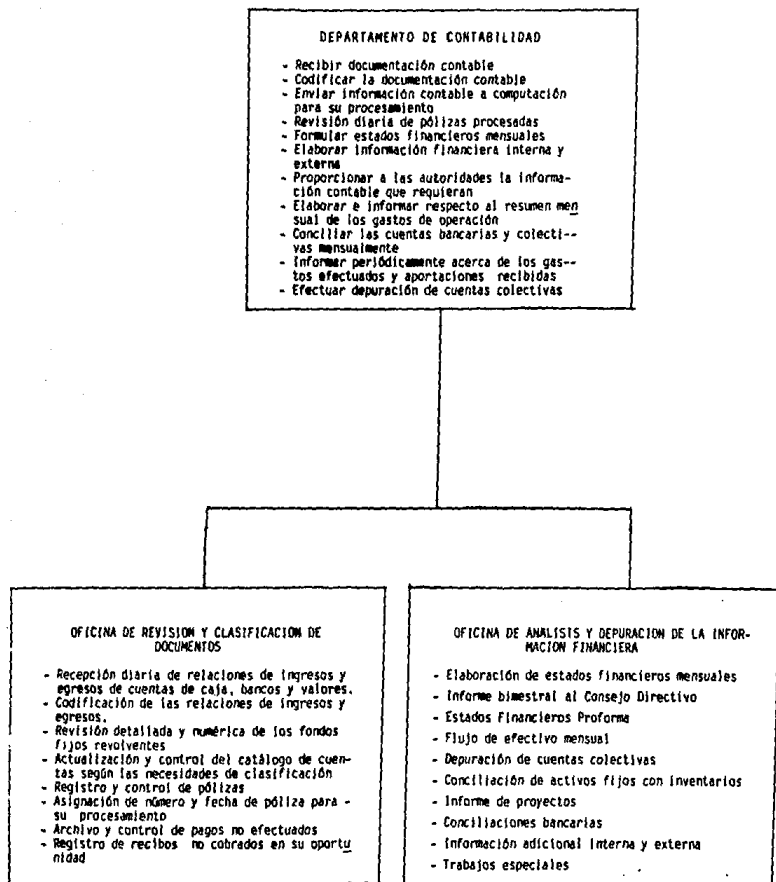 DEPARTAMENTO DE CONTABILIDAD
- Recibir documentación contable
- Codificar la documentación contable
- Enviar información contable a computación
para su procesamiento
- Revisión diaria de pólizas procesadas
- Formular estados financieros mensuales
- Elaborar información financiera interna y
externa
- Proporcionar a las autoridades la informa-
ción contable que requieran
- Elaborar e informar respecto al resumen men
sual de los gastos de operación
- Conciliar las cuentas bancarias y colecti--
vas mensualmente
- Informar periódicamente acerca de los gas--
tos efectuados y aportaciones recibidas
- Efectuar depuración de cuentas colectivas
OFICINA DE REVISION Y CLASIFICACION DE
DOCUMENTOS
- Recepción diaria de relaciones de ingresos y
egresos de cuentas de caja, bancos y valores.
- Codificación de las relaciones de ingresos y
egresos.
- Revisión detallada y numérica de los fondos
fijos revolventes
- Actualización y control del catálogo de cuen-
tas según las necesidades de clasificación
- Registro y control de pólizas
- Asignación de número y fecha de póliza para -
su procesamiento
- Archivo y control de pagos no efectuados
- Registro de recibos no cobrados en su oportu
nidad
OFICINA DE ANALISIS Y DEPURACION DE LA INFOR-
MACION FINANCIERA
- Elaboración de estados financieros mensuales
- Informe bimestral al Consejo Directivo
- Estados Financieros Proforma
- Flujo de efectivo mensual
- Depuración de cuentas colectivas
- Conciliación de activos fijos con inventarios
- Informe de proyectos
- Conciliaciones bancarias
- Información adicional interna y externa
- Trabajos especiales